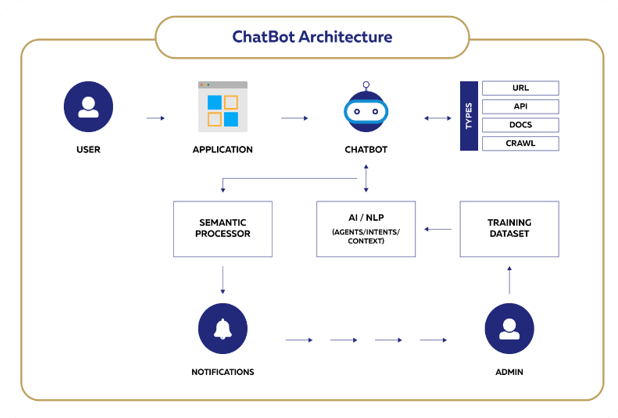 ChatBot Architecture
USER
APPLICATION
CHATBOT
TYPES
URL
API
DOCS
CRAWL
SEMANTIC
PROCESSOR
AI / NLP
(AGENTS/INTENTS/
CONTEXT)
TRAINING
DATASET
NOTIFICATIONS
ADMIN